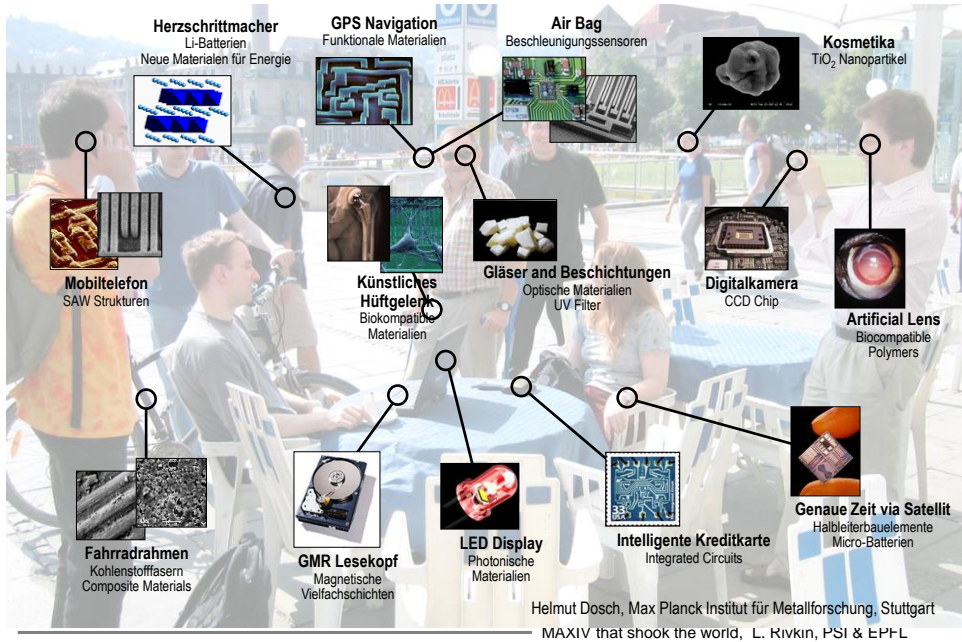 Herzschrittmacher
Li-Batterien
Neue Materialen für Energie
GPS Navigation
Funktionale Materialien
Air Bag
Beschleunigungssensoren
Kosmetika
TiO2 Nanopartikel
Mobiltelefon
SAW Strukturen
Künstliches
Hüftgelenk
Biokompatible
Materialien
Gläser and Beschichtungen
Optische Materialien
UV Filter
Digitalkamera
CCD Chip
Artificial Lens
Biocompatible
Polymers
Fahrradrahmen
Kohlenstofffasern
Composite Materials
GMR Lesekopf
Magnetische
Vielfachschichten
LED Display
Photonische
Materialien
33
USA
Intelligente Kreditkarte
Integrated Circuits
Genaue Zeit via Satellit
Halbleiterbauelemente
Micro-Batterien
Helmut Dosch, Max Planck Institut für Metallforschung, Stuttgart
MAXIV that shook the world, L. Rivkin, PSI & EPFL